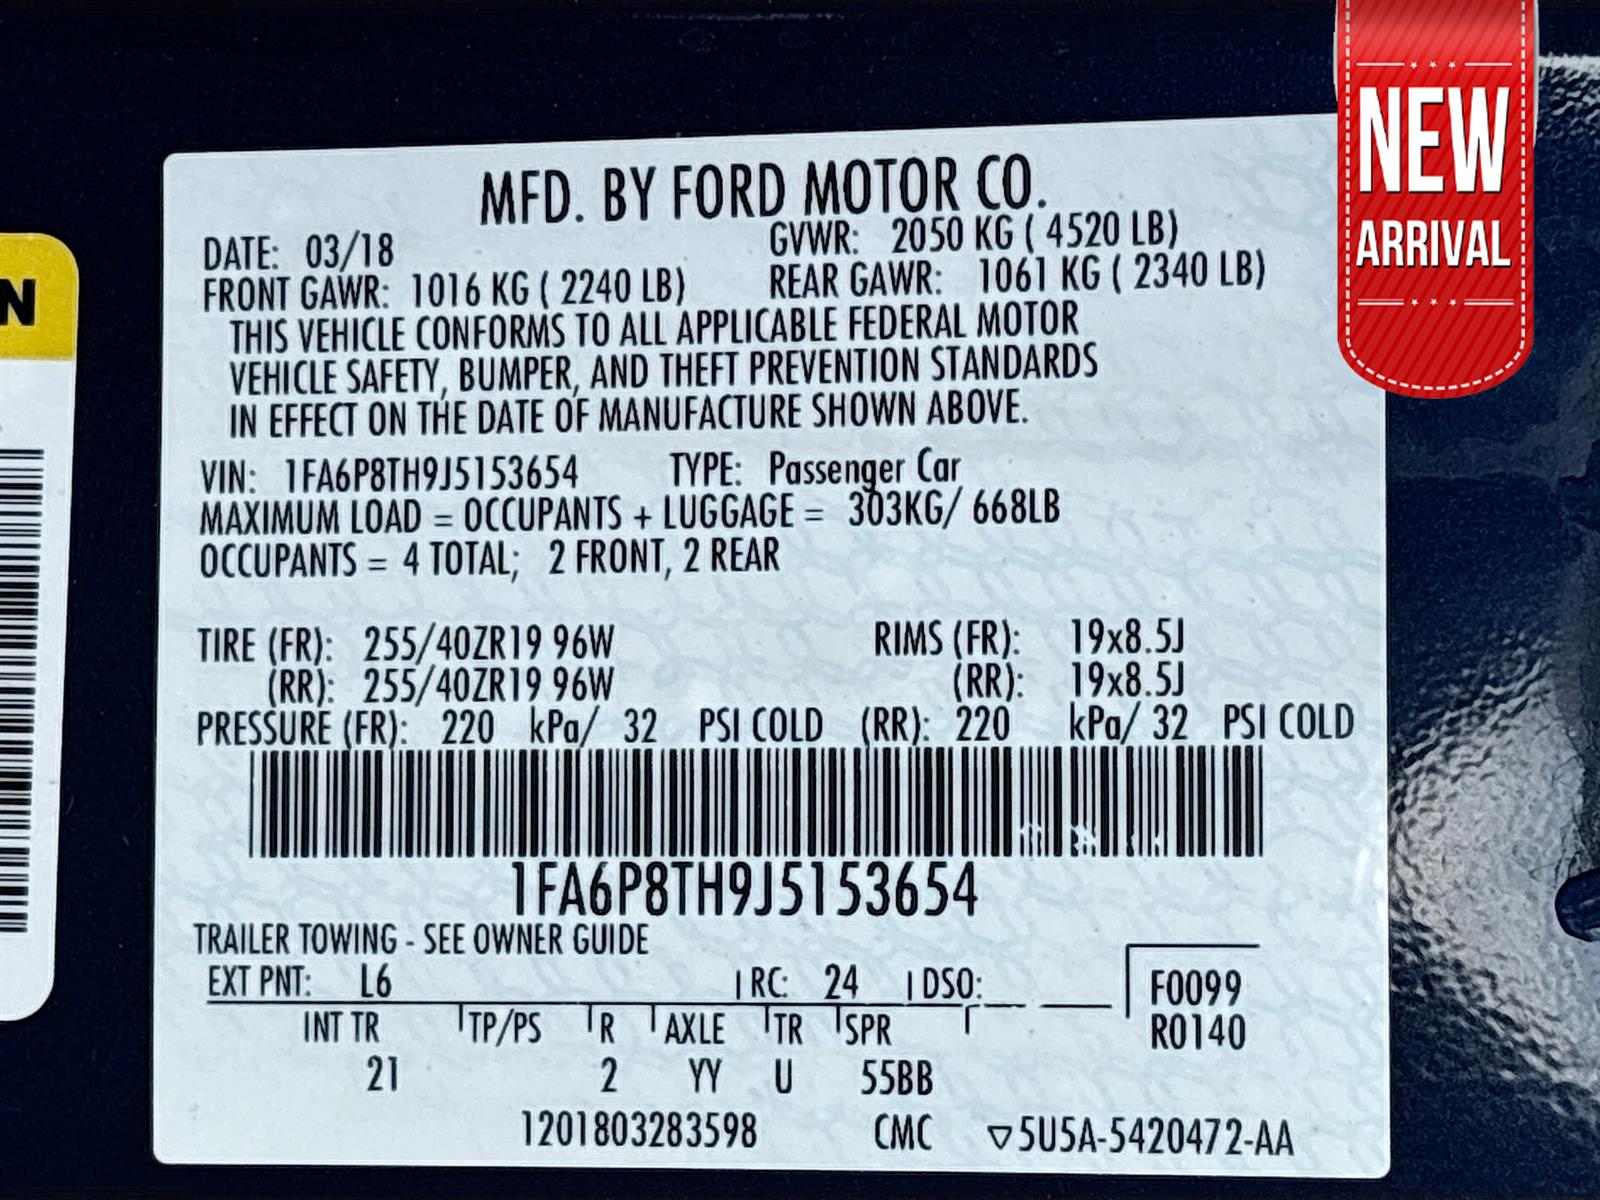 NEW
ARRIVAL
N
MFD. BY FORD MOTOR CO.
DATE: 03/18 GVWR: 2050 KG ( 4520 LB)
FRONT GAWR: 1016 KG ( 2240 LB) REAR GAWR: 1061 KG ( 2340 LB)
THIS VEHICLE CONFORMS TO ALL APPLICABLE FEDERAL MOTOR
VEHICLE SAFETY, BUMPER, AND THEFT PREVENTION STANDARDS
IN EFFECT ON THE DATE OF MANUFACTURE SHOWN ABOVE.
VIN: 1FA6P8TH9J5153654 TYPE: Passenger Car
MAXIMUM LOAD = OCCUPANTS + LUGGAGE = 303KG/ 668LB
OCCUPANTS = 4 TOTAL; 2 FRONT, 2 REAR
TIRE (FR): 255/40ZR19 96W RIMS (FR): 19x8.5J
(RR): 255/40ZR19 96W (RR): 19x8.5J
PRESSURE (FR): 220 kPa/ 32 PSI COLD (RR): 220 kPa/ 32 PSI COLD
1FA6P8TH9J5153654
TRAILER TOWING - SEE OWNER GUIDE
EXT PNT: L6 RC: 24 DSO: F0099
INT TR TP/PS R AXLE TR SPR R0140
21 2 YY U 55BB
1201803283598 CMC ▽5U5A-5420472-AA